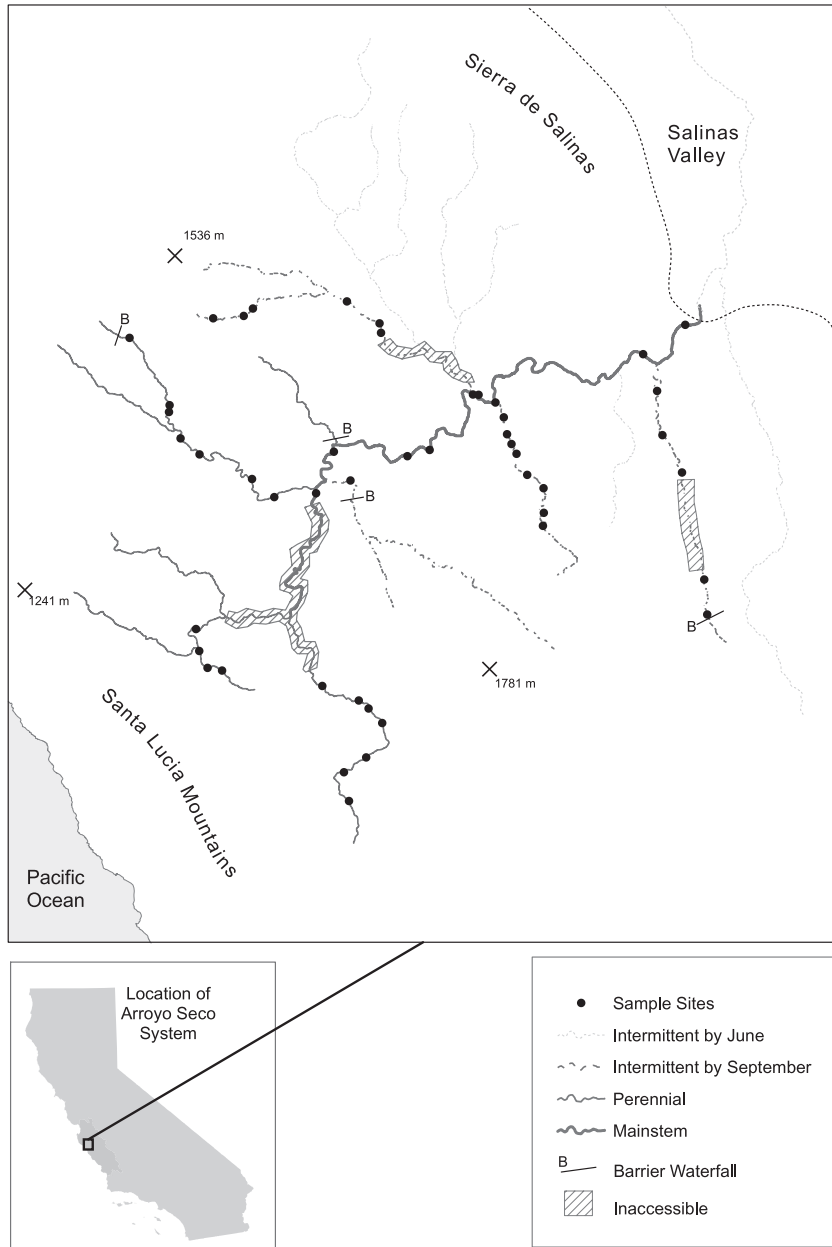 Sierra de Salinas
Salinas
Valley
1536 m
B
B
B
1241 m
B
1781 m
Santa Lucia Mountains
Pacific
Ocean
Location of
Arroyo Seco
System
Sample Sites
Intermittent by June
Intermittent by September
Perennial
Mainstem
B
Barrier Waterfall
Inaccessible